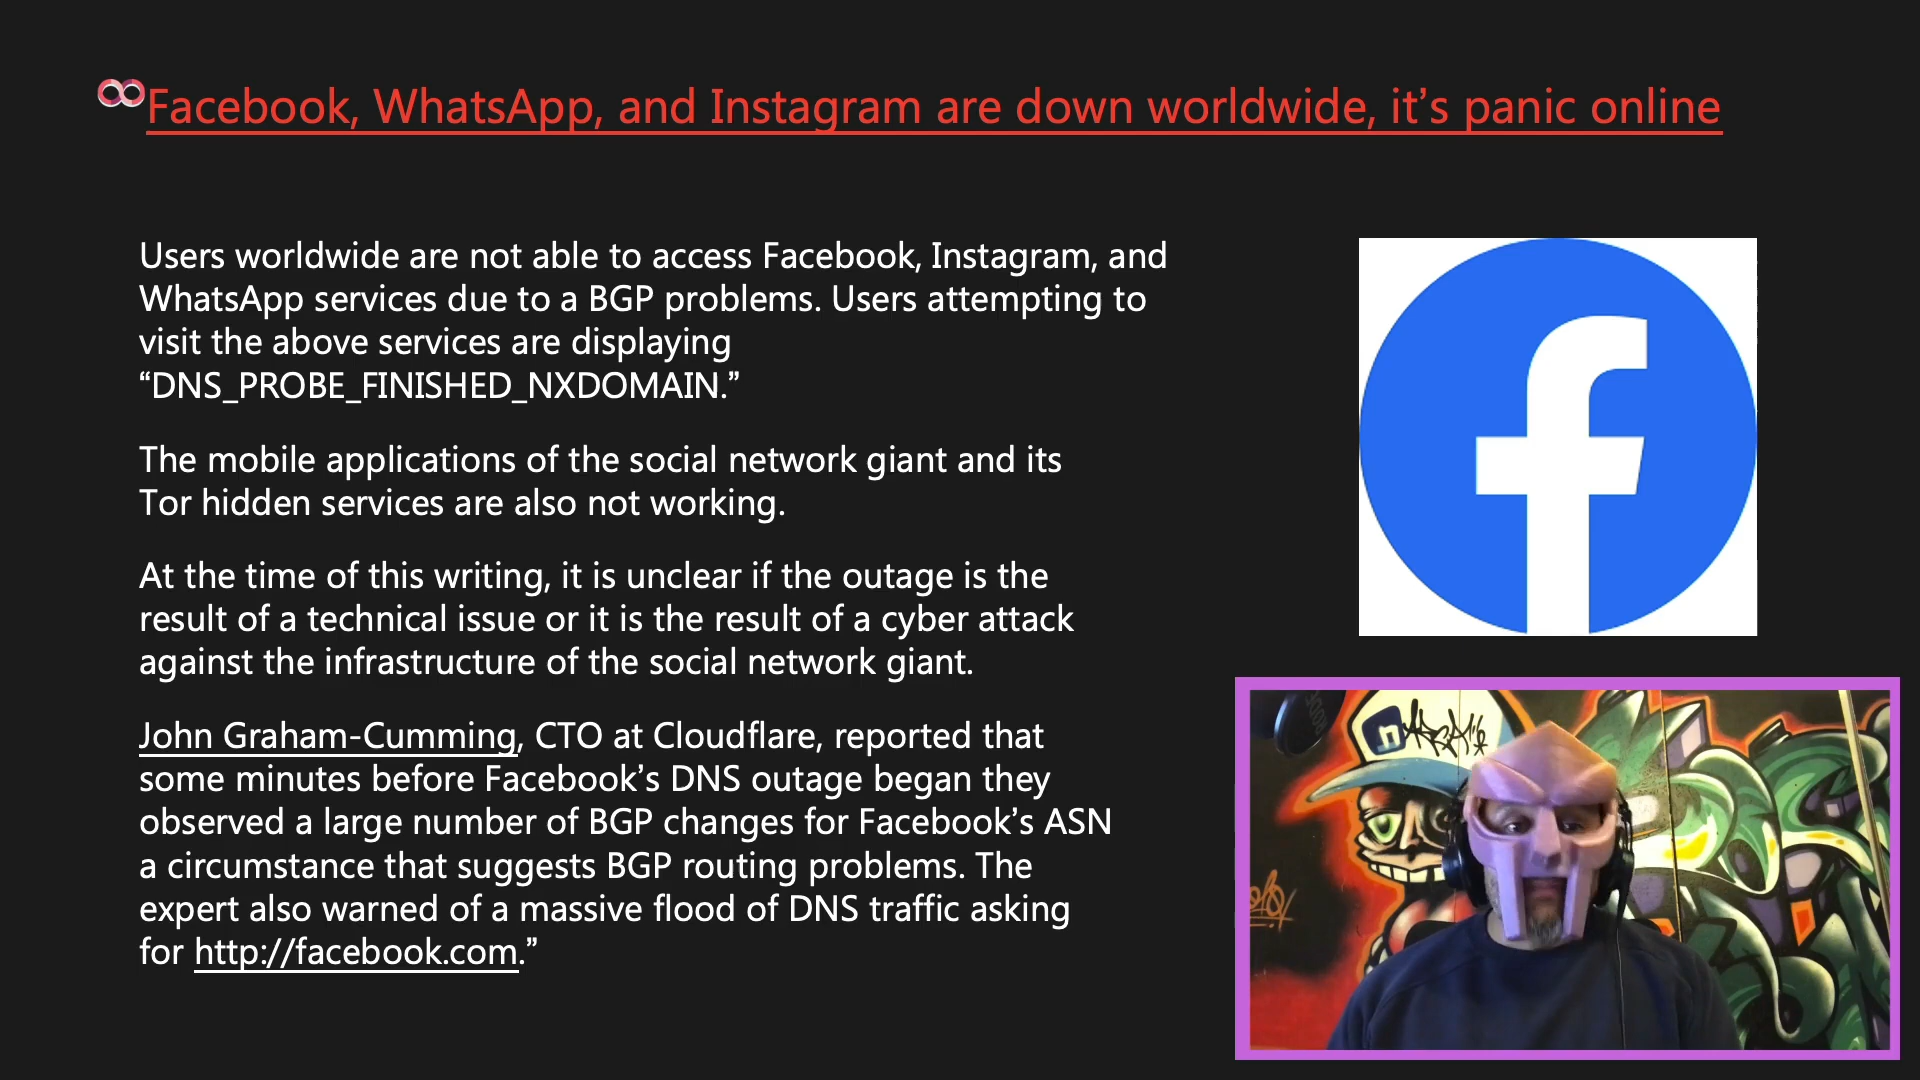 Facebook, WhatsApp, and Instagram are down worldwide, it’s panic online
Users worldwide are not able to access Facebook, Instagram, and
WhatsApp services due to a BGP problems. Users attempting to
visit the above services are displaying
“DNS_PROBE_FINISHED_NXDOMAIN.”
The mobile applications of the social network giant and its
Tor hidden services are also not working.
At the time of this writing, it is unclear if the outage is the
result of a technical issue or it is the result of a cyber attack
against the infrastructure of the social network giant.
John Graham-Cumming, CTO at Cloudflare, reported that
some minutes before Facebook’s DNS outage began they
observed a large number of BGP changes for Facebook’s ASN
a circumstance that suggests BGP routing problems. The
expert also warned of a massive flood of DNS traffic asking
for http://facebook.com.”